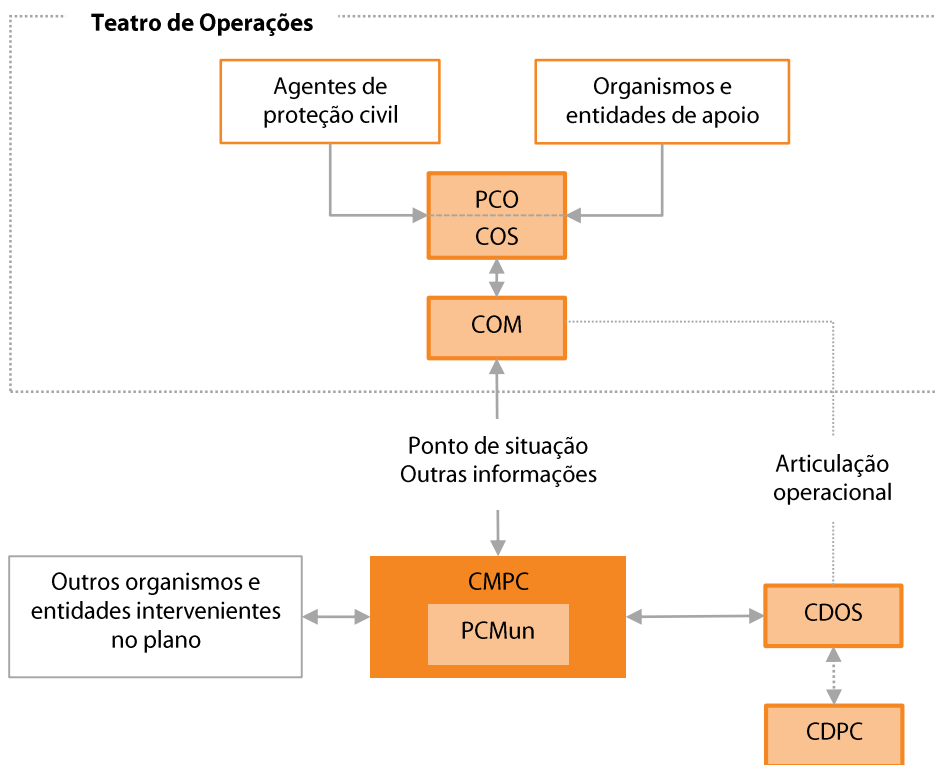 Teatro de Operações
Agentes de
proteção civil
Organismos e
entidades de apoio
PCO
COS
COM
Ponto de situação
Outras informações
Articulação
operacional
Outros organismos e
entidades intervenientes
no plano
CMPC
PCMun
CDOS
CDPC